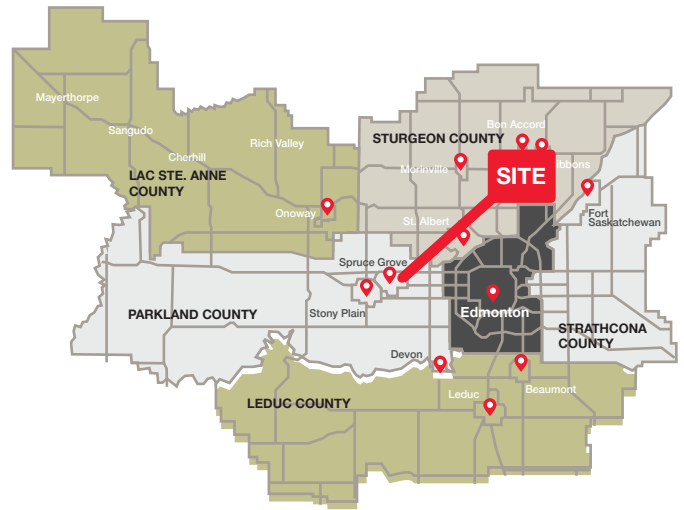 Mayerthorpe
Sangudo
Cherhill
Rich Valley
LAC STE. ANNE
COUNTY
Onoway
STURGEON COUNTY
Bon Accord
Morinville
ibbons
SITE
St. Albert
Fort
Saskatchewan
Spruce Grove
Stony Plain
PARKLAND COUNTY
Edmonton
STRATHCONA
COUNTY
Devon
LEDUC COUNTY
Leduc
Beaumont